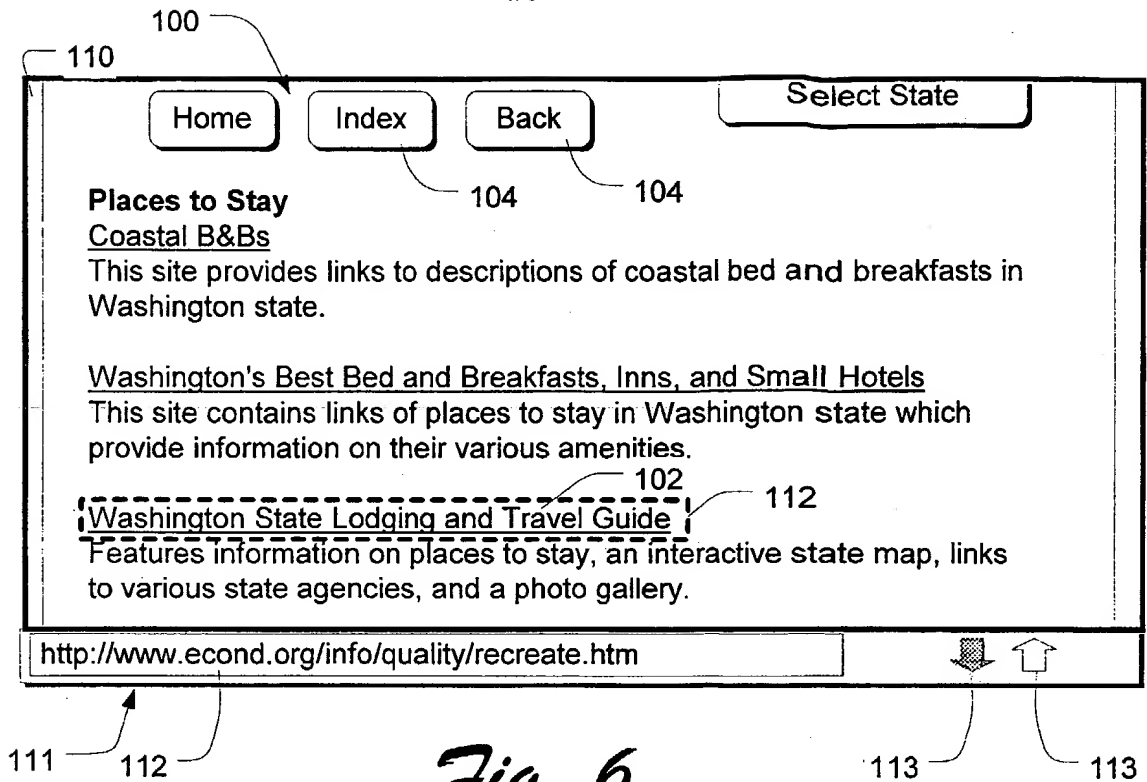 100
110
Home Index Back Select State
104 104
Places to Stay
Coastal B&Bs
This site provides links to descriptions of coastal bed and breakfasts in
Washington state.
Washington's Best Bed and Breakfasts, Inns, and Small Hotels
This site contains links of places to stay in Washington state which
provide information on their various amenities.
102
112
Washington State Lodging and Travel Guide
Features information on places to stay, an interactive state map, links
to various state agencies, and a photo gallery.
http://www.econd.org/info/quality/recreate.htm
111 112 113 113
Fig. 6